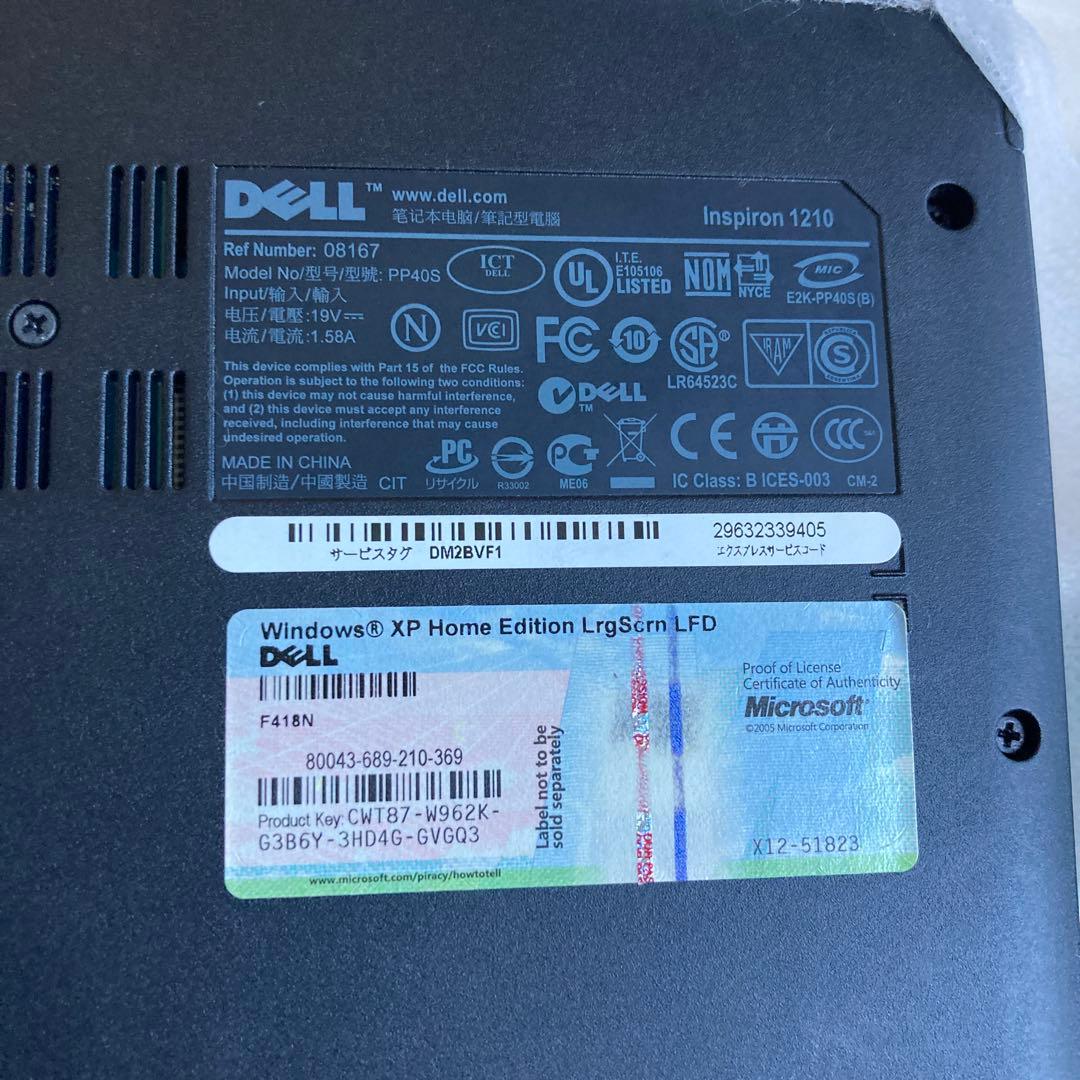 DELL™ www.dell.com
笔记本电脑/筆記型電腦
Inspiron 1210
Ref Number: 08167
Model No/型号/型號: PP40S
Input/输入/輸入
电压/電壓:19V⎓
电流/電流:1.58A
ICT
DELL
UL
I.T.E.
E105106
LISTED
NOM
NYCE
MIC
E2K-PP40S(B)
N
VCI
FC
10
SA®
LR64523C
IRAM
S
This device complies with Part 15 of the FCC Rules.
Operation is subject to the following two conditions:
(1) this device may not cause harmful interference,
and (2) this device must accept any interference
received, including interference that may cause
undesired operation.
DELL
TM
MADE IN CHINA
中国制造/中國製造 CIT
PC
リサイクル
R33002
ME06
CE
CCC
IC Class: B ICES-003 CM-2
サービスタグ DM2BVF1
29632339405
エクスプレスサービスコード
Windows® XP Home Edition LrgScrn LFD
DELL
F418N
80043-689-210-369
Product Key: CWT87-W962K-
G3B6Y-3HD4G-GVGQ3
www.microsoft.com/piracy/howtotell
Label not to be
sold separately
Proof of License
Certificate of Authenticity
Microsoft®
©2005 Microsoft Corporation
X12-51823